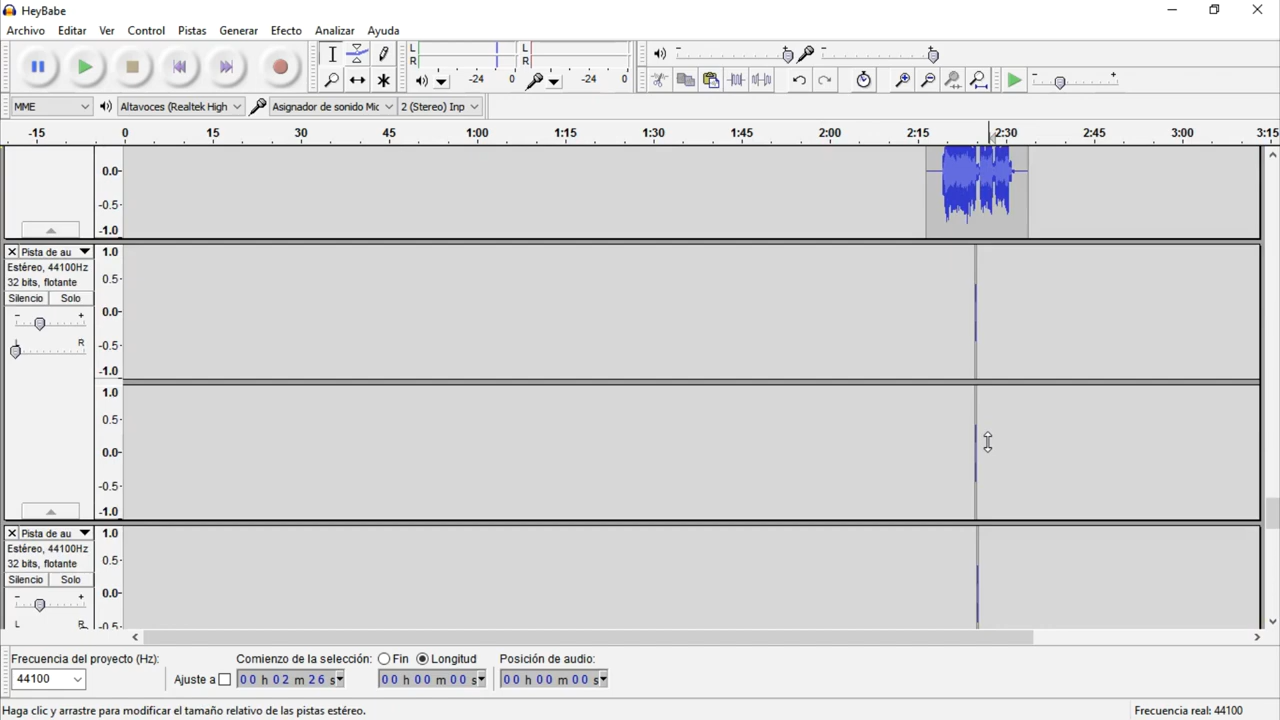 HeyBabe
Archivo Editar Ver Control Pistas Generar Efecto Analizar Ayuda
L R -24 0
L R -24 0
MME Altavoces (Realtek High Asignador de sonido Mic 2 (Stereo) Inp
-15 0 15 30 45 1:00 1:15 1:30 1:45 2:00 2:15 2:30 2:45 3:00 3:15
0.0
-0.5
-1.0
Pista de au
Estéreo, 44100Hz
32 bits, flotante
Silencio Solo
- +
L R
1.0
0.5
0.0
-0.5
-1.0
1.0
0.5
0.0
-0.5
-1.0
Pista de au
Estéreo, 44100Hz
32 bits, flotante
Silencio Solo
- +
L R
1.0
0.5
0.0
-0.5
Frecuencia del proyecto (Hz): Comienzo de la selección: Fin Longitud Posición de audio:
44100 Ajuste a 00 h 02 m 26 s 00 h 00 m 00 s 00 h 00 m 00 s
Haga clic y arrastre para modificar el tamaño relativo de las pistas estéreo. Frecuencia real: 44100